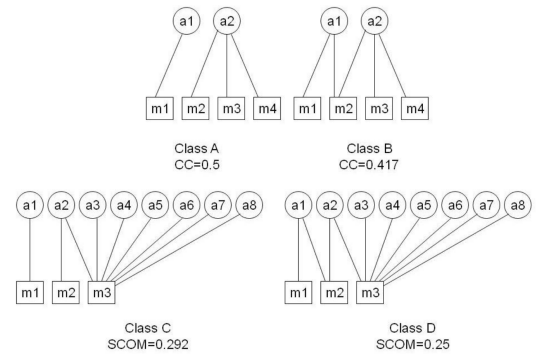 a1 a2 a1 a2
m1 m2 m3 m4 m1 m2 m3 m4
Class A Class B
CC=0.5 CC=0.417
a1 a2 a3 a4 a5 a6 a7 a8 a1 a2 a3 a4 a5 a6 a7 a8
m1 m2 m3 m1 m2 m3
Class C Class D
SCOM=0.292 SCOM=0.25